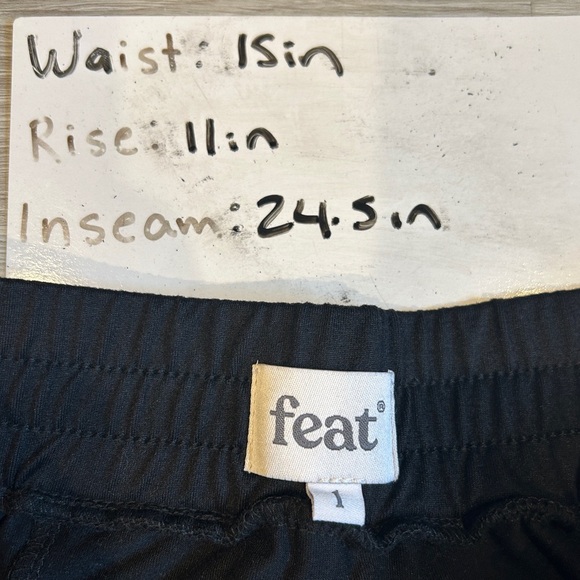 Waist: 15in
Rise: 11in
Inseam: 24.5in
feat®
1